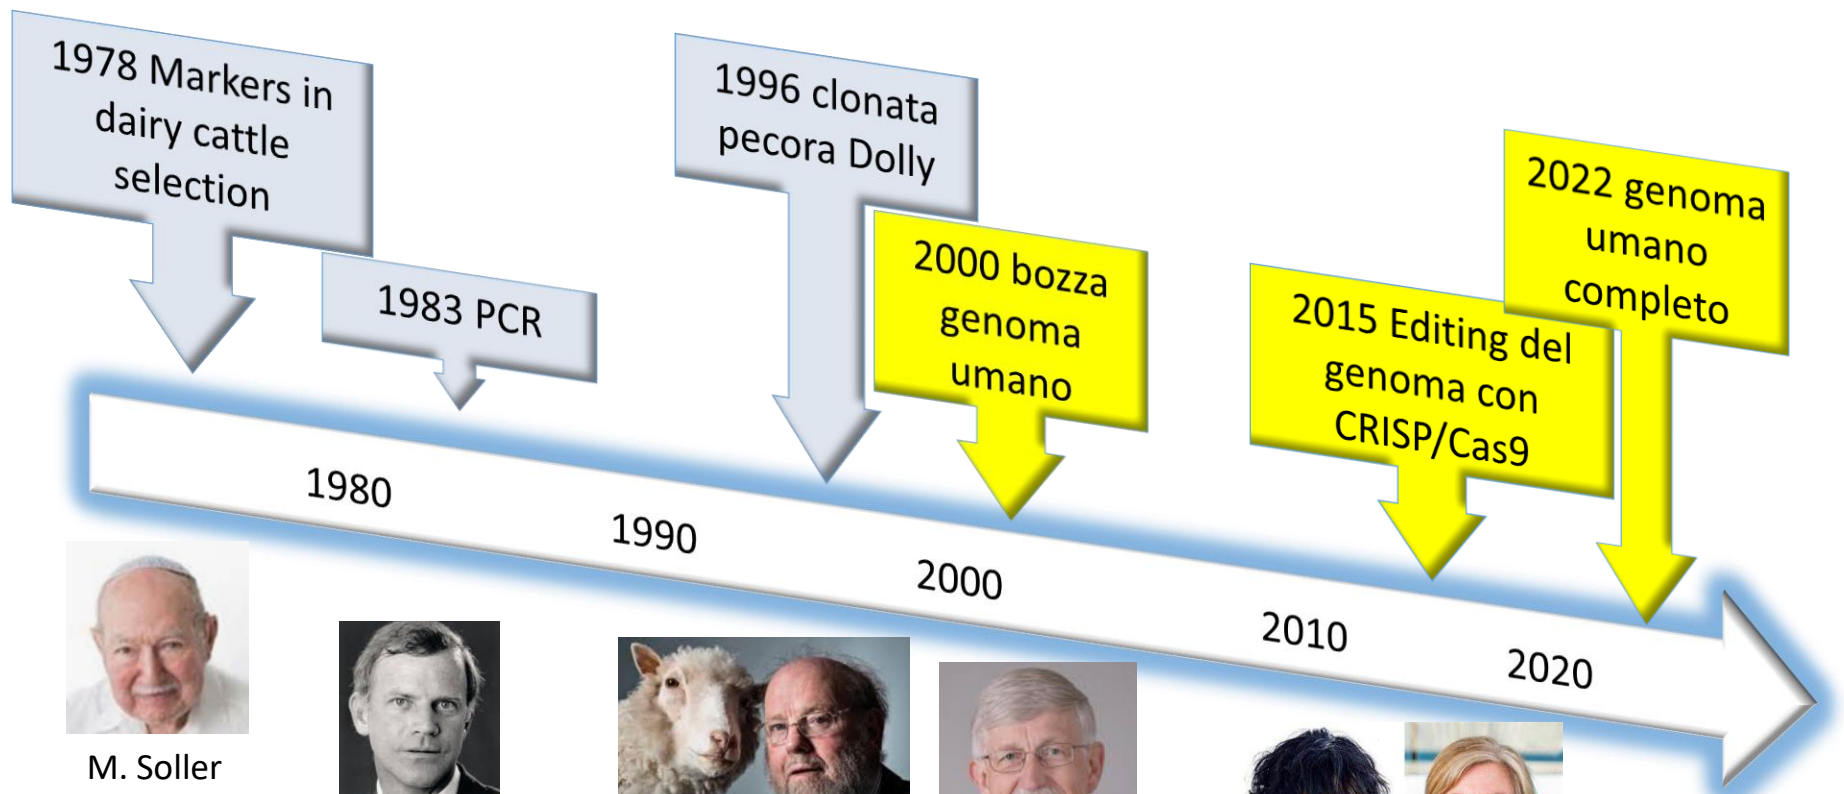 1978 Markers in
dairy cattle
selection
1983 PCR
1996 clonata
pecora Dolly
2000 bozza
genoma
umano
2015 Editing del
genoma con
CRISP/Cas9
2022 genoma
umano
completo
1980
1990
2000
2010
2020
M. Soller